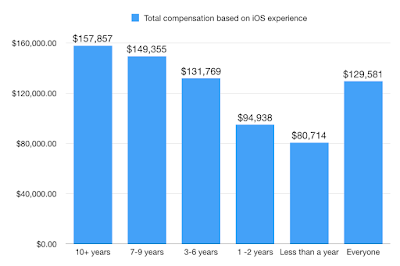 Total compensation based on iOS experience
$160,000.00
$120,000.00
$80,000.00
$40,000.00
$0.00
$157,857
$149,355
$131,769
$94,938
$80,714
$129,581
10+ years
7-9 years
3-6 years
1 -2 years
Less than a year
Everyone